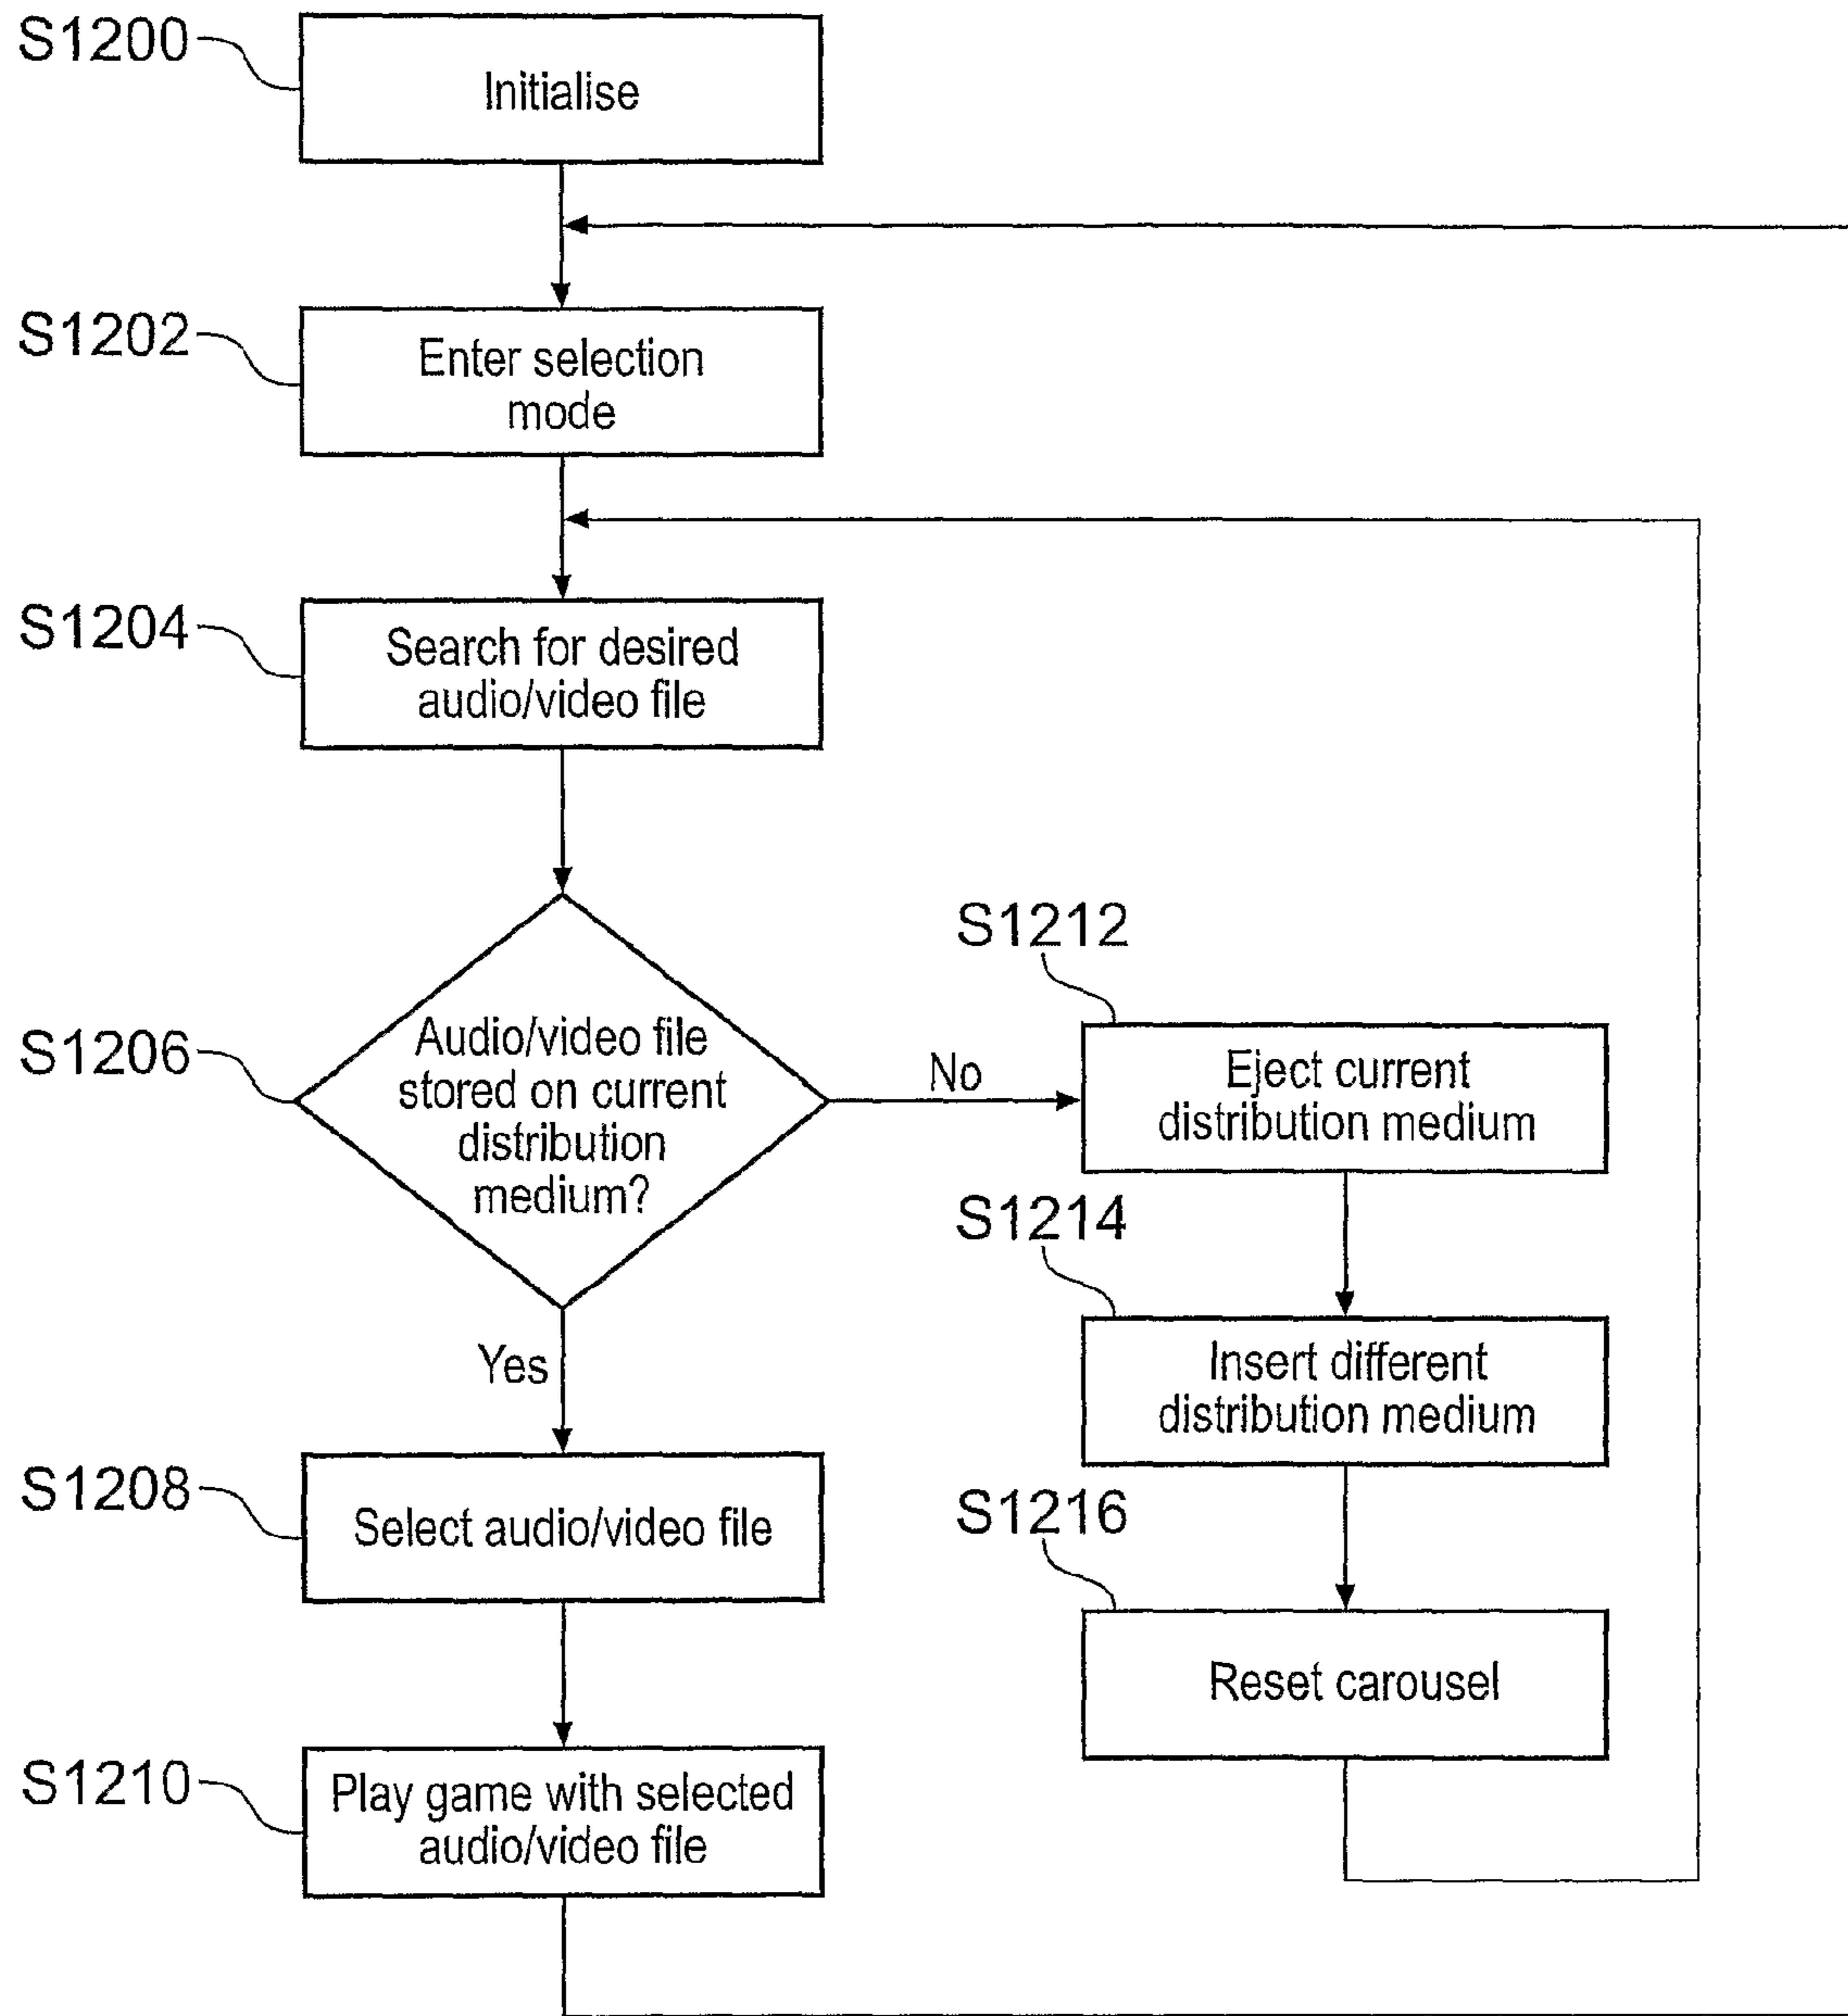 S1200
Initialise
S1202
Enter selection
mode
S1204
Search for desired
audio/video file
S1206
Audio/video file
stored on current
distribution
medium?
No
Yes
S1212
Eject current
distribution medium
S1214
Insert different
distribution medium
S1216
Reset carousel
S1208
Select audio/video file
S1210
Play game with selected
audio/video file